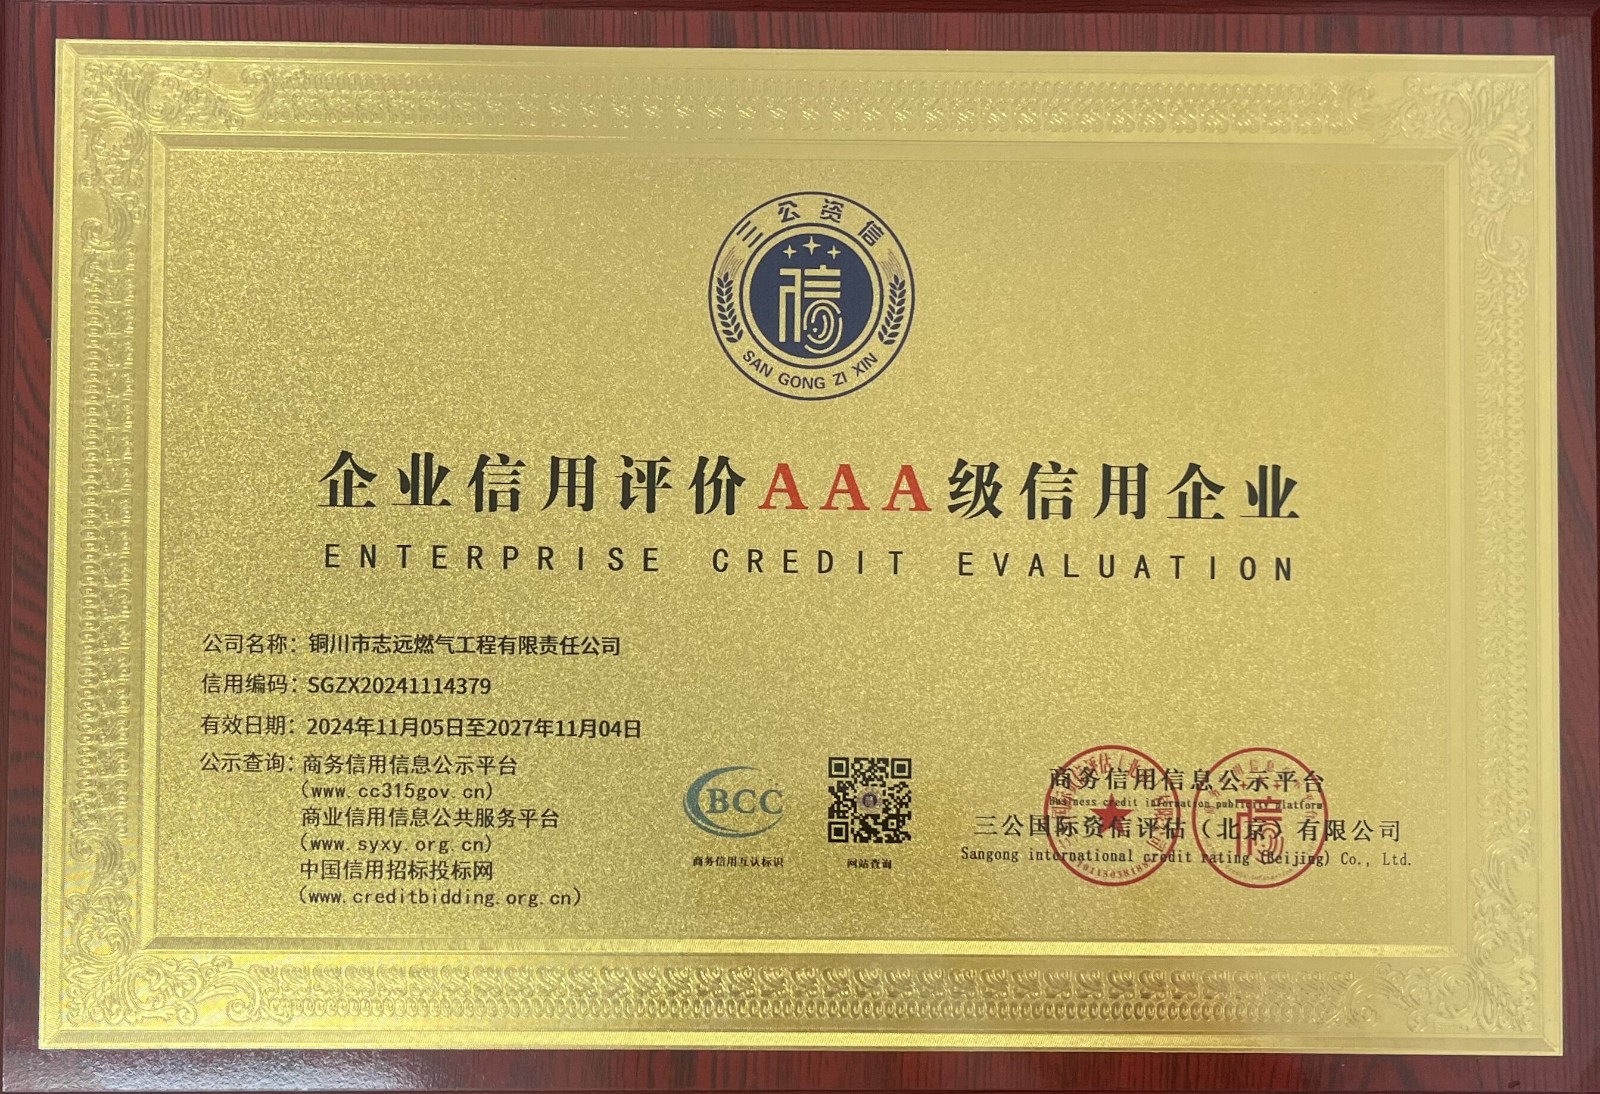 三公资信
信
SAN GONG ZI XIN
企业信用评价AAA级信用企业
ENTERPRISE CREDIT EVALUATION
公司名称：铜川市志远燃气工程有限责任公司
信用编码：SGZX20241114379
有效日期：2024年11月05日至2027年11月04日
公示查询：商务信用信息公示平台
(www.cc315gov.cn)
商业信用信息公共服务平台
(www.syxy.org.cn)
中国信用招标投标网
(www.creditbidding.org.cn)
BCC
商务信用互认标识
网站查询
商务信用信息公示平台
Business credit information publicity platform
三公国际资信评估（北京）有限公司
Sangong international credit rating (Beijing) Co., Ltd.
信